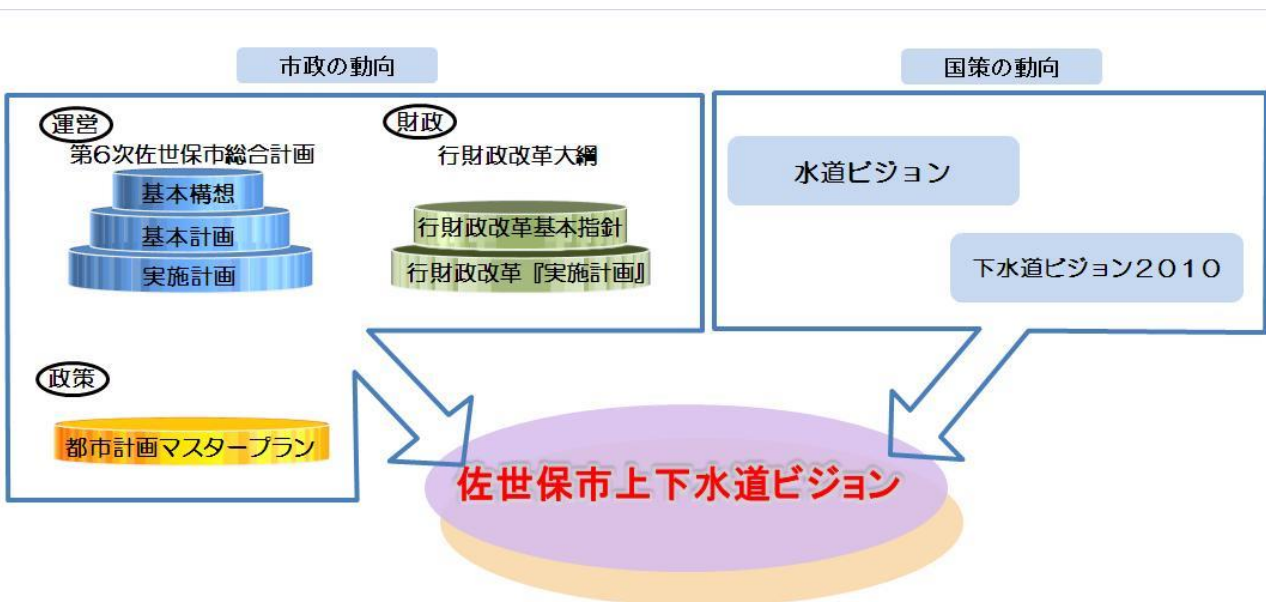 市政の動向
運営
第6次佐世保市総合計画
基本構想
基本計画
実施計画
財政
行財政改革大綱
行財政改革基本指針
行財政改革『実施計画』
政策
都市計画マスタープラン
国策の動向
水道ビジョン
下水道ビジョン２０１０
佐世保市上下水道ビジョン